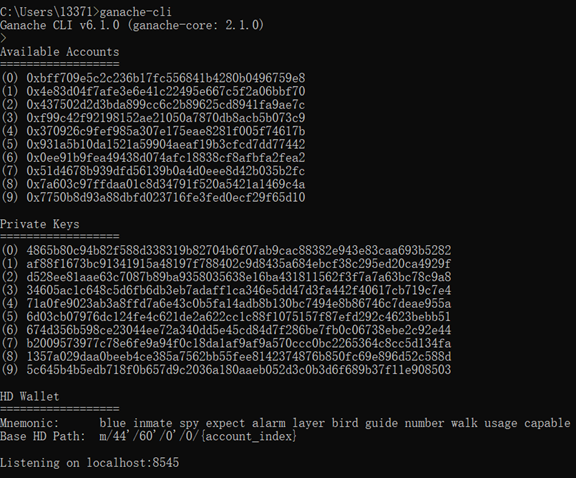 C:\Users\13371>ganache-cli
Ganache CLI v6.1.0 (ganache-core: 2.1.0)
>
Available Accounts
==================
(0) 0xbff709e5c2c236b17fc556841b4280b0496759e8
(1) 0x4e83d04f7afe3e6e41c22495e667c5f2a06bbf70
(2) 0x437502d2d3bda899cc6c2b89625cd8941fa9ae7c
(3) 0xf99c42f92198152ae21050a7870db8acb5b073c9
(4) 0x370926c9fef985a307e175eae8281f005f74617b
(5) 0x931a5b10da1521a59904aeaf19b3cfcd7dd77442
(6) 0x0ee91b9fea49438d074afc18838cf8afbfa2fea2
(7) 0x51d4678b939dfd56139b0a4d0eee8d42b035b2fc
(8) 0x7a603c97ffdaa01c8d34791f520a5421a1469c4a
(9) 0x7750b8d93a88dbfd023716fe3fed0ecf29f65d10
Private Keys
==================
(0) 4865b80c94b82f588d338319b82704b6f07ab9cac88382e943e83caa693b5282
(1) af88f1673bc91341915a48197f788402c9d8435a684ebcf38c295ed20ca4929f
(2) d528ee81aae63c7087b89ba9358035638e16ba431811562f3f7a7a63bc78c9a8
(3) 34605ac1c648c5d6fb6db3eb7adaff1ca346e5dd47d3fa442f40617cb719c7e4
(4) 71a0fe9023ab3a8ffd7a6e43c0b5fa14adb8b130bc7494e8b86746c7deae955a
(5) 6d03cb07976dc124fe4c621de2a622cc1c88f1075157f87efd292c4623bebb51
(6) 674d356b598ce23044ee72a340dd5e45cd84d7f286be7fb0c06738ebe2c92e44
(7) b2009573977c78e6fe9a94f0c18da1af9af9a570ccc0bc2265364c8cc5d134fa
(8) 1357a029daa0beeb4ce385a7562bb55fee8142374876b850fc69e896d52c588d
(9) 5c645b4b5edb718f0b657d9c2036a180aaeb052d3c0b3d6f689b37f11e908503
HD Wallet
==================
Mnemonic:      blue inmate spy expect alarm layer bird guide number walk usage capable
Base HD Path:  m/44'/60'/0'/0/{account_index}
Listening on localhost:8545